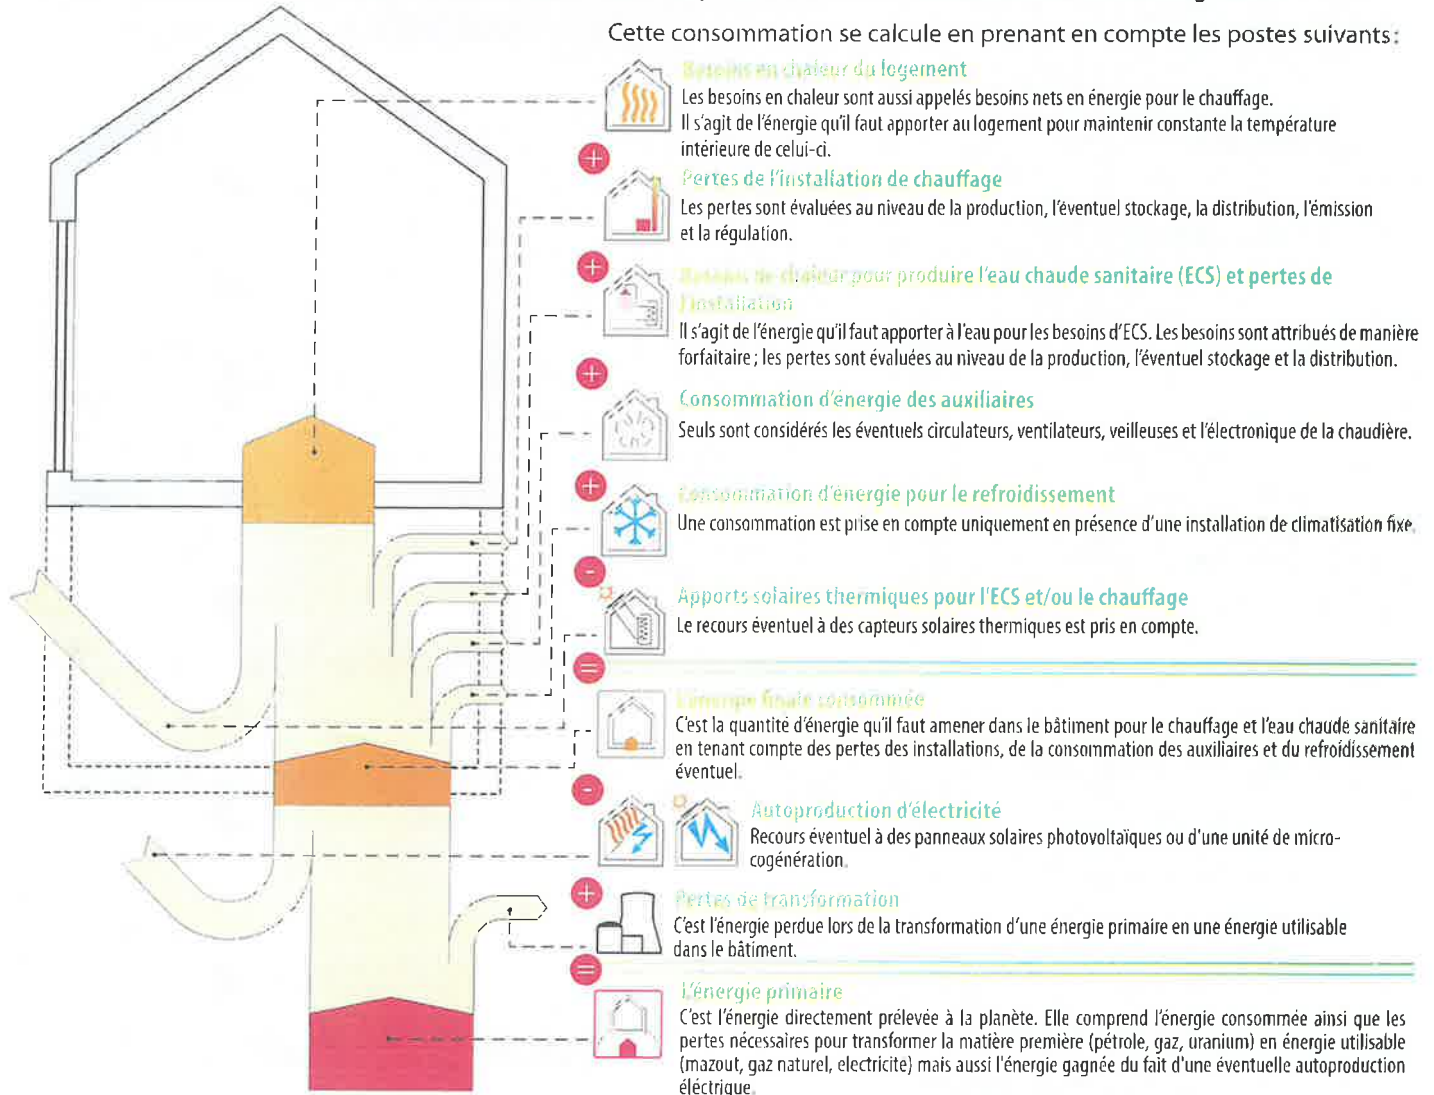 Cette consommation se calcule en prenant en compte les postes suivants :
Besoins en chaleur du logement
Les besoins en chaleur sont aussi appelés besoins nets en énergie pour le chauffage.
Il s'agit de l'énergie qu'il faut apporter au logement pour maintenir constante la température
intérieure de celui-ci.
+
Pertes de l'installation de chauffage
Les pertes sont évaluées au niveau de la production, l'éventuel stockage, la distribution, l'émission
et la régulation.
+
Besoins de chaleur pour produire l'eau chaude sanitaire (ECS) et pertes de
l'installation
Il s'agit de l'énergie qu'il faut apporter à l'eau pour les besoins d'ECS. Les besoins sont attribués de manière
forfaitaire ; les pertes sont évaluées au niveau de la production, l'éventuel stockage et la distribution.
+
Consommation d'énergie des auxiliaires
Seuls sont considérés les éventuels circulateurs, ventilateurs, veilleuses et l'électronique de la chaudière.
+
Consommation d'énergie pour le refroidissement
Une consommation est prise en compte uniquement en présence d'une installation de climatisation fixe.
-
Apports solaires thermiques pour l'ECS et/ou le chauffage
Le recours éventuel à des capteurs solaires thermiques est pris en compte.
=
L'énergie finale consommée
C'est la quantité d'énergie qu'il faut amener dans le bâtiment pour le chauffage et l'eau chaude sanitaire
en tenant compte des pertes des installations, de la consommation des auxiliaires et du refroidissement
éventuel.
-
Autoproduction d'électricité
Recours éventuel à des panneaux solaires photovoltaïques ou d'une unité de micro-
cogénération.
+
Pertes de transformation
C'est l'énergie perdue lors de la transformation d'une énergie primaire en une énergie utilisable
dans le bâtiment.
=
L'énergie primaire
C'est l'énergie directement prélevée à la planète. Elle comprend l'énergie consommée ainsi que les
pertes nécessaires pour transformer la matière première (pétrole, gaz, uranium) en énergie utilisable
(mazout, gaz naturel, electricite) mais aussi l'énergie gagnée du fait d'une éventuelle autoproduction
éléctrique.